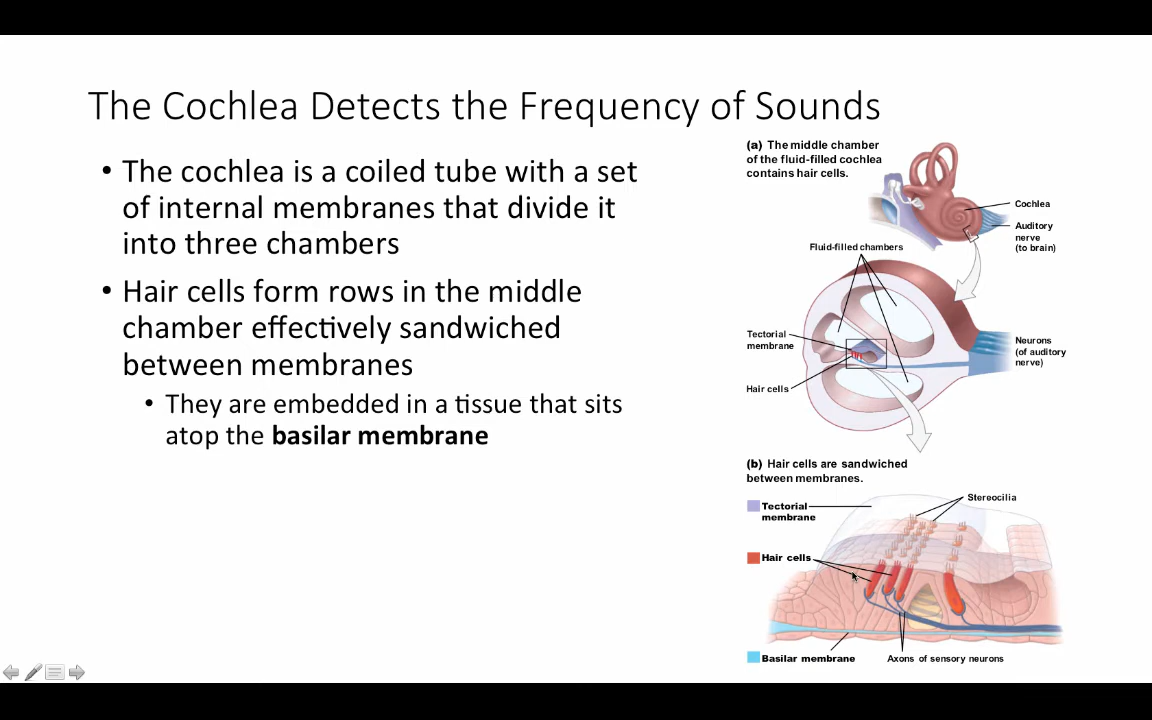 The Cochlea Detects the Frequency of Sounds
• The cochlea is a coiled tube with a set
of internal membranes that divide it
into three chambers
• Hair cells form rows in the middle
chamber effectively sandwiched
between membranes
• They are embedded in a tissue that sits
atop the basilar membrane
(a) The middle chamber
of the fluid-filled cochlea
contains hair cells.
Cochlea
Auditory
nerve
(to brain)
Fluid-filled chambers
Tectorial
membrane
Neurons
(of auditory
nerve)
Hair cells
(b) Hair cells are sandwiched
between membranes.
Stereocilia
Tectorial
membrane
Hair cells
Basilar membrane
Axons of sensory neurons